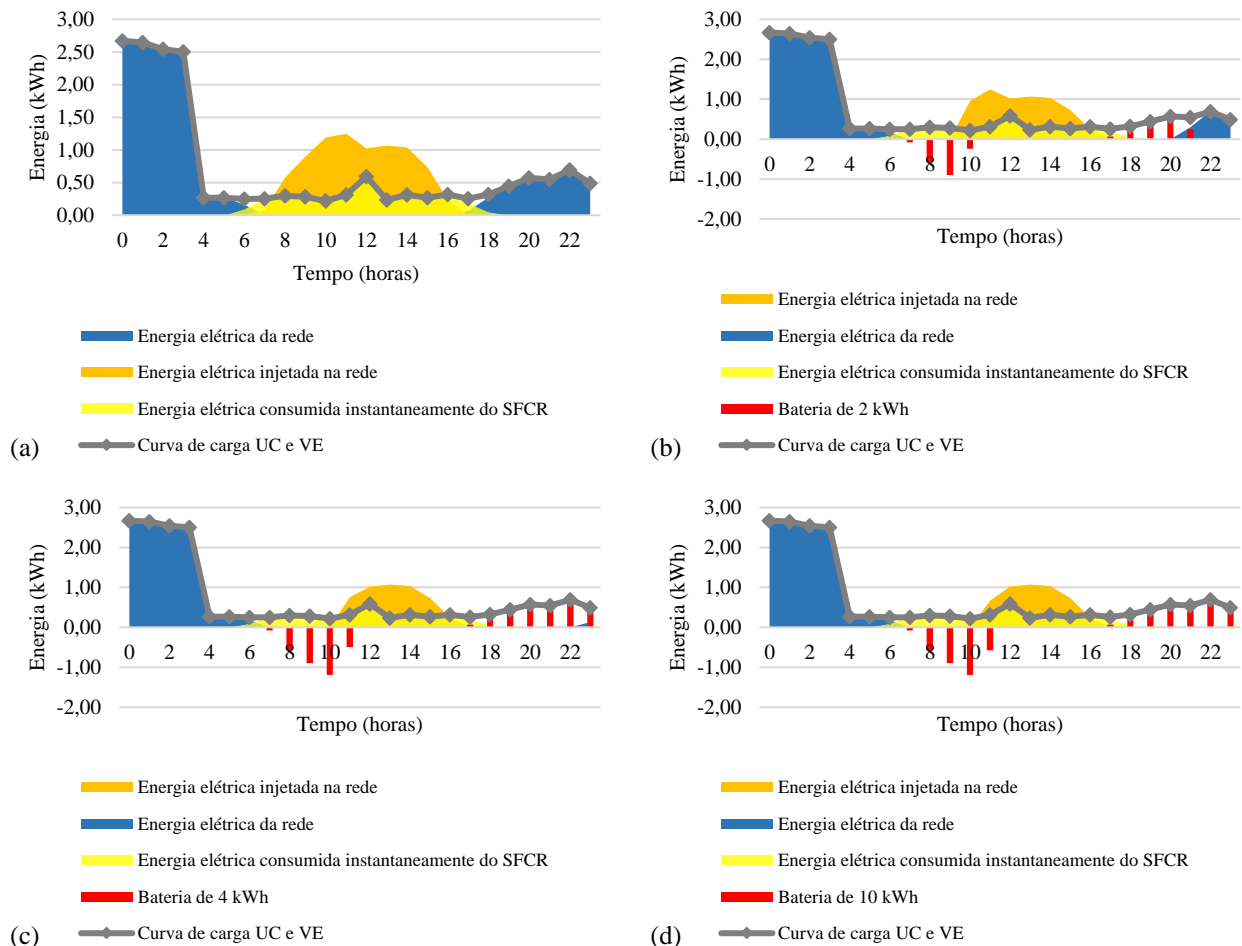 Energia (kWh)
3,00
2,50
2,00
1,50
1,00
0,50
0,00
0 2 4 6 8 10 12 14 16 18 20 22
Tempo (horas)
Energia elétrica da rede
Energia elétrica injetada na rede
Energia elétrica consumida instantaneamente do SFCR
Curva de carga UC e VE
(a)
Energia (kWh)
3,00
2,00
1,00
0,00
-1,00
-2,00
0 2 4 6 8 10 12 14 16 18 20 22
Tempo (horas)
Energia elétrica injetada na rede
Energia elétrica da rede
Energia elétrica consumida instantaneamente do SFCR
Bateria de 2 kWh
Curva de carga UC e VE
(b)
Energia (kWh)
3,00
2,00
1,00
0,00
-1,00
-2,00
0 2 4 6 8 10 12 14 16 18 20 22
Tempo (horas)
Energia elétrica injetada na rede
Energia elétrica da rede
Energia elétrica consumida instantaneamente do SFCR
Bateria de 4 kWh
Curva de carga UC e VE
(c)
Energia (kWh)
3,00
2,00
1,00
0,00
-1,00
-2,00
0 2 4 6 8 10 12 14 16 18 20 22
Tempo (horas)
Energia elétrica injetada na rede
Energia elétrica da rede
Energia elétrica consumida instantaneamente do SFCR
Bateria de 10 kWh
Curva de carga UC e VE
(d)